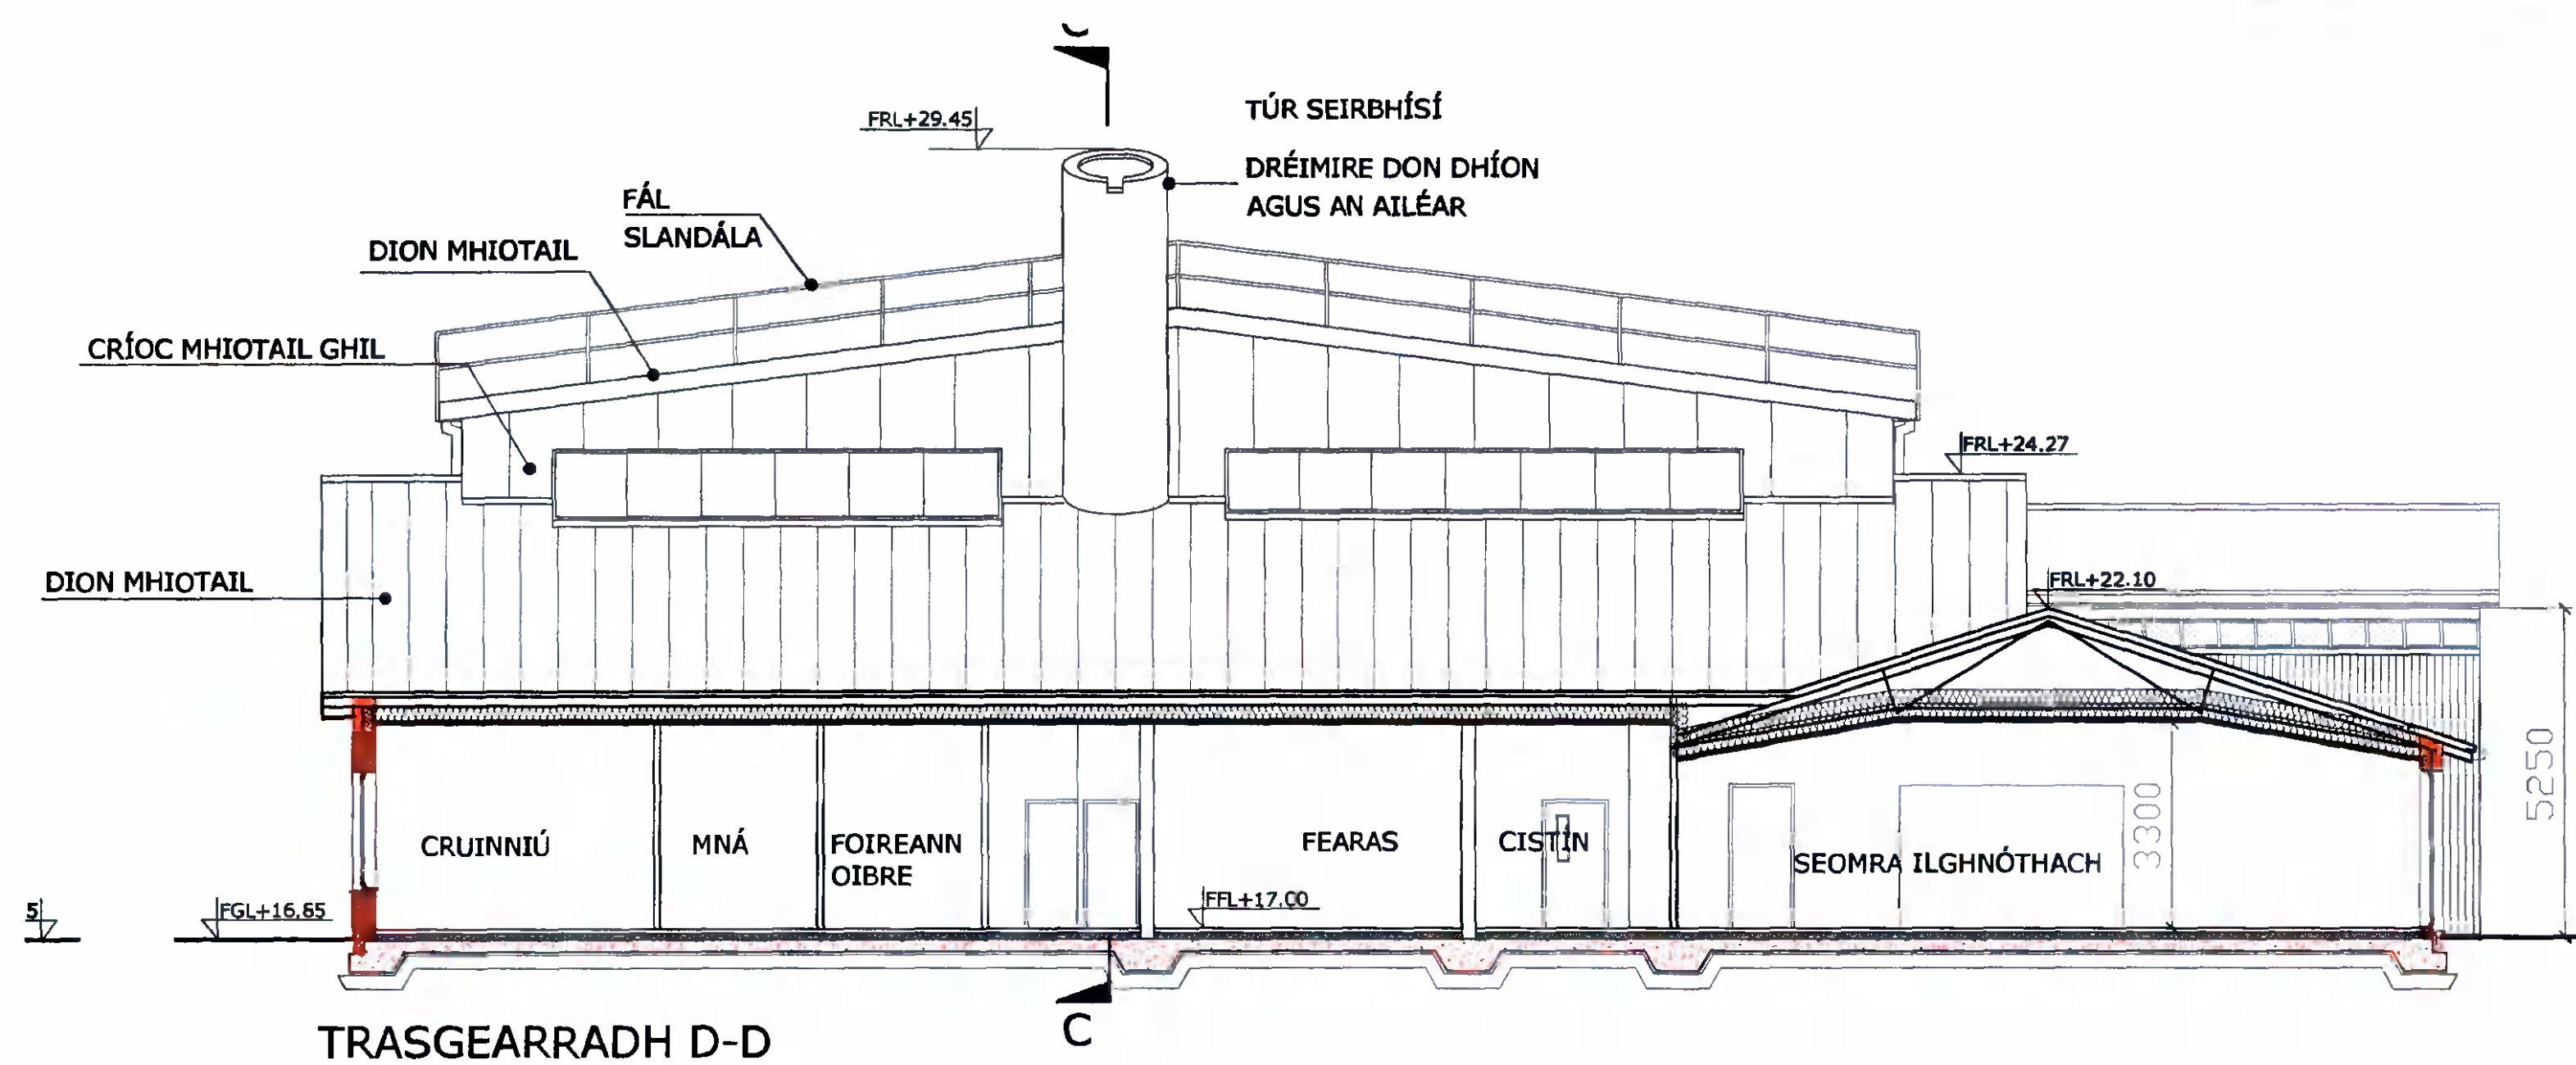 TÚR SEIRBHÍSÍ
FRL+29.45
DRÉIMIRE DON DHÍON
AGUS AN AILÉAR
FÁL
SLANDÁLA
DION MHIOTAIL
CRÍOC MHIOTAIL GHIL
FRL+24.27
DION MHIOTAIL
FRL+22.10
5250
3300
CRUINNIÚ
MNÁ
FOIREANN
OIBRE
FEARAS
CISTÍN
SEOMRA ILGHNÓTHACH
FFL+17.00
5
FGL+16.85
C
TRASGEARRADH D-D